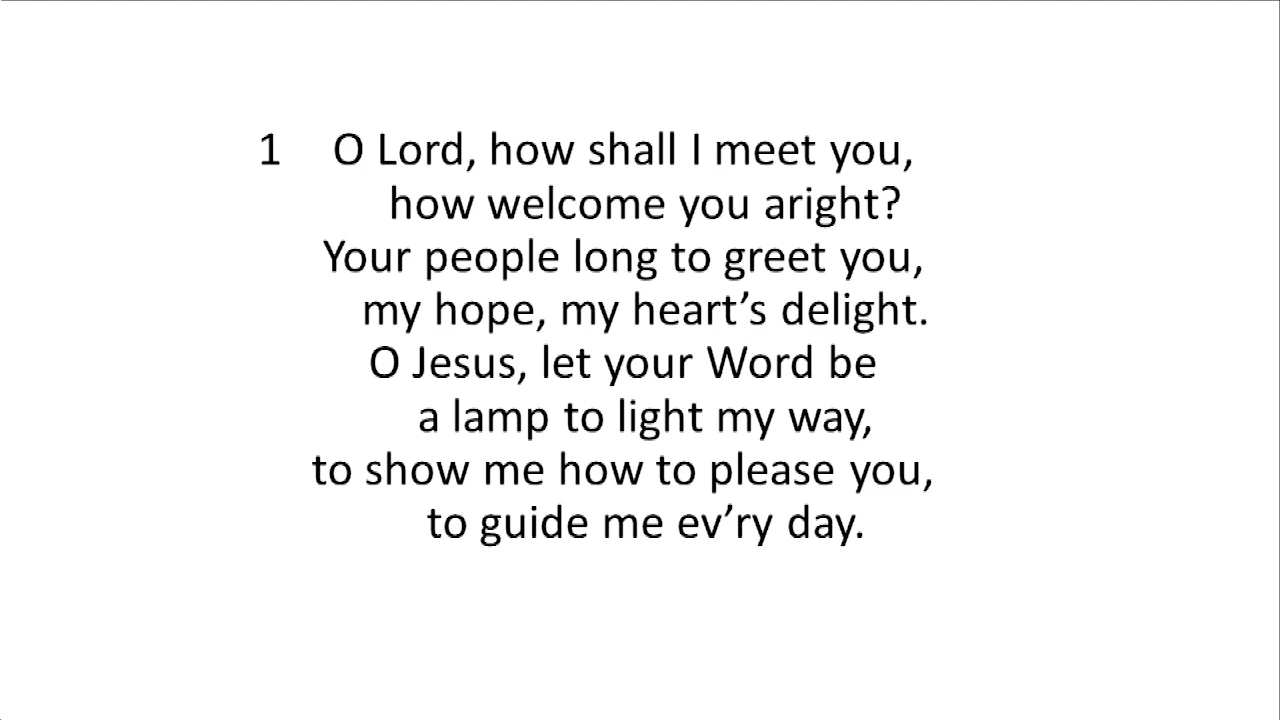 1 O Lord, how shall I meet you,
how welcome you aright?
Your people long to greet you,
my hope, my heart’s delight.
O Jesus, let your Word be
a lamp to light my way,
to show me how to please you,
to guide me ev’ry day.